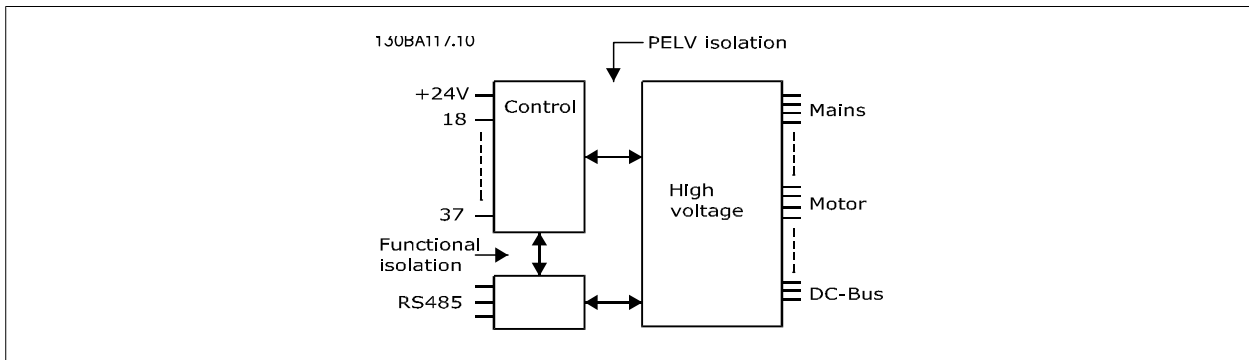 130BA117.10
PELV isolation
+24V
Control
Mains
18
High
voltage
Motor
37
Functional
isolation
RS485
DC-Bus